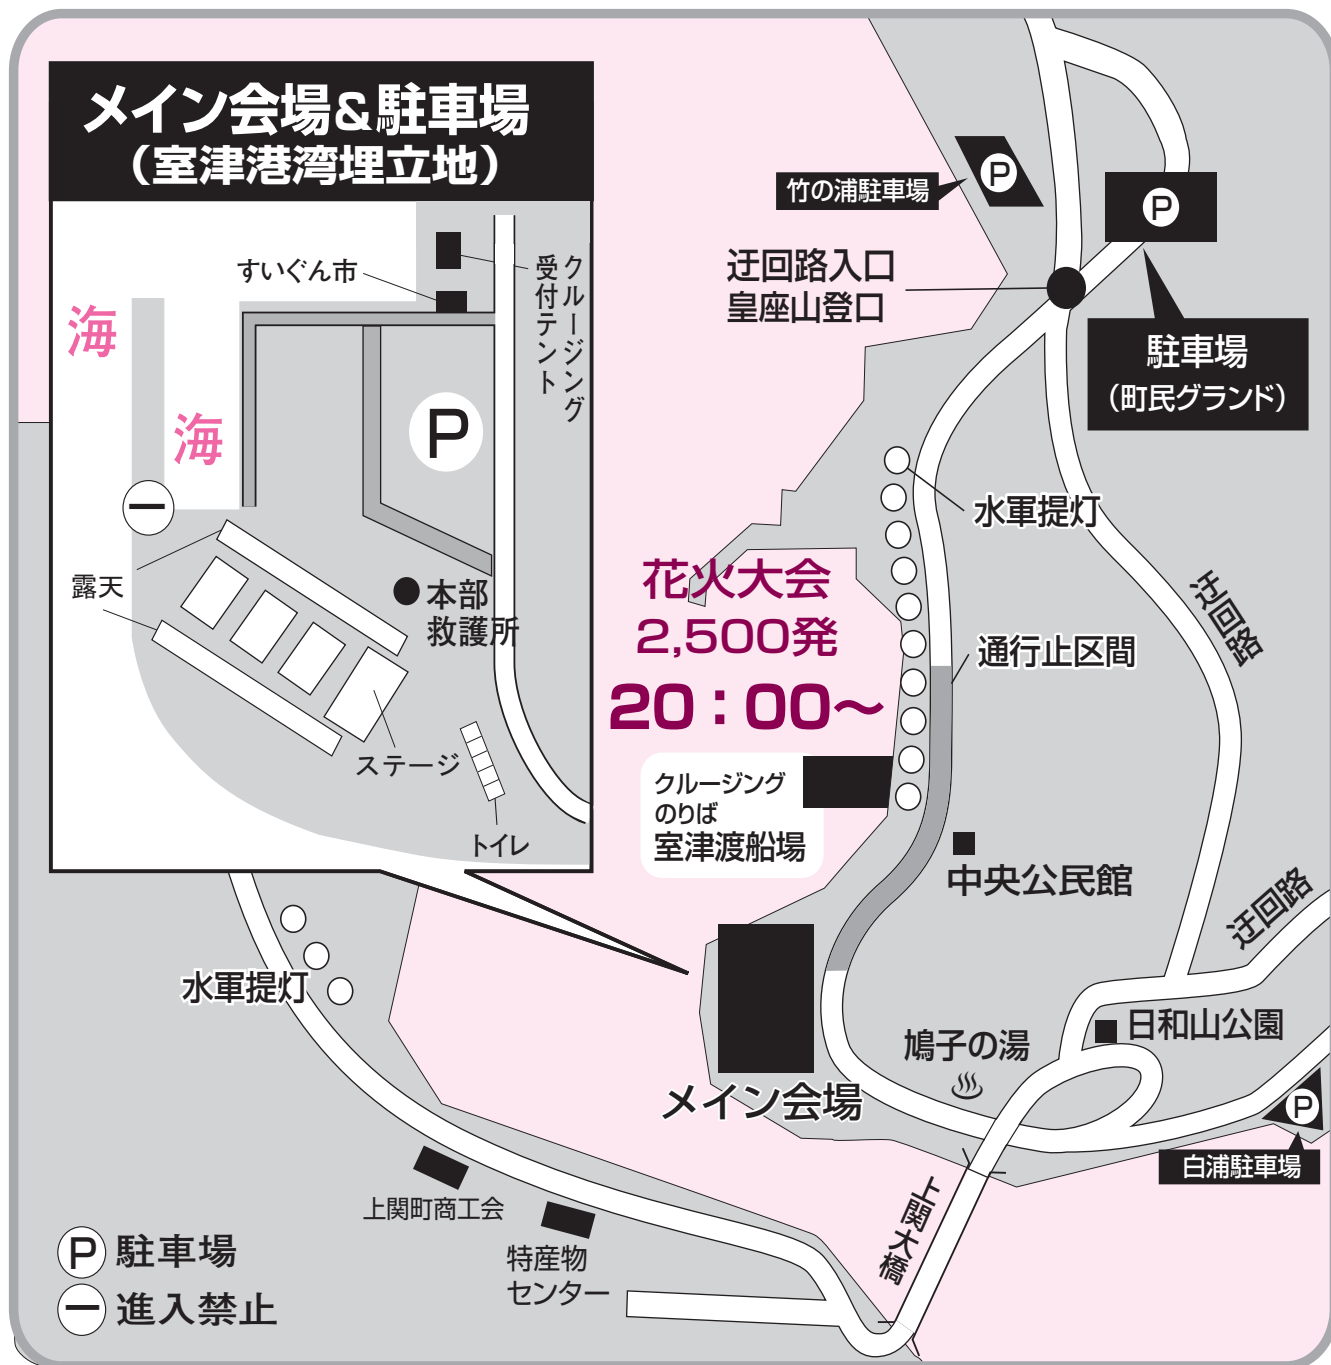 メイン会場&駐車場
(室津港湾埋立地)
すいぐん市
クルージング
受付テント
海
海
P
露天
本部
救護所
ステージ
トイレ
P
竹の浦駐車場
P
迂回路入口
皇座山登口
駐車場
(町民グランド)
水軍提灯
花火大会
2,500発
20:00~
迂回路
通行止区間
クルージング
のりば
室津渡船場
中央公民館
迂回路
水軍提灯
日和山公園
鳩子の湯
メイン会場
P
白浦駐車場
上関大橋
上関町商工会
特産物
センター
P 駐車場
進入禁止